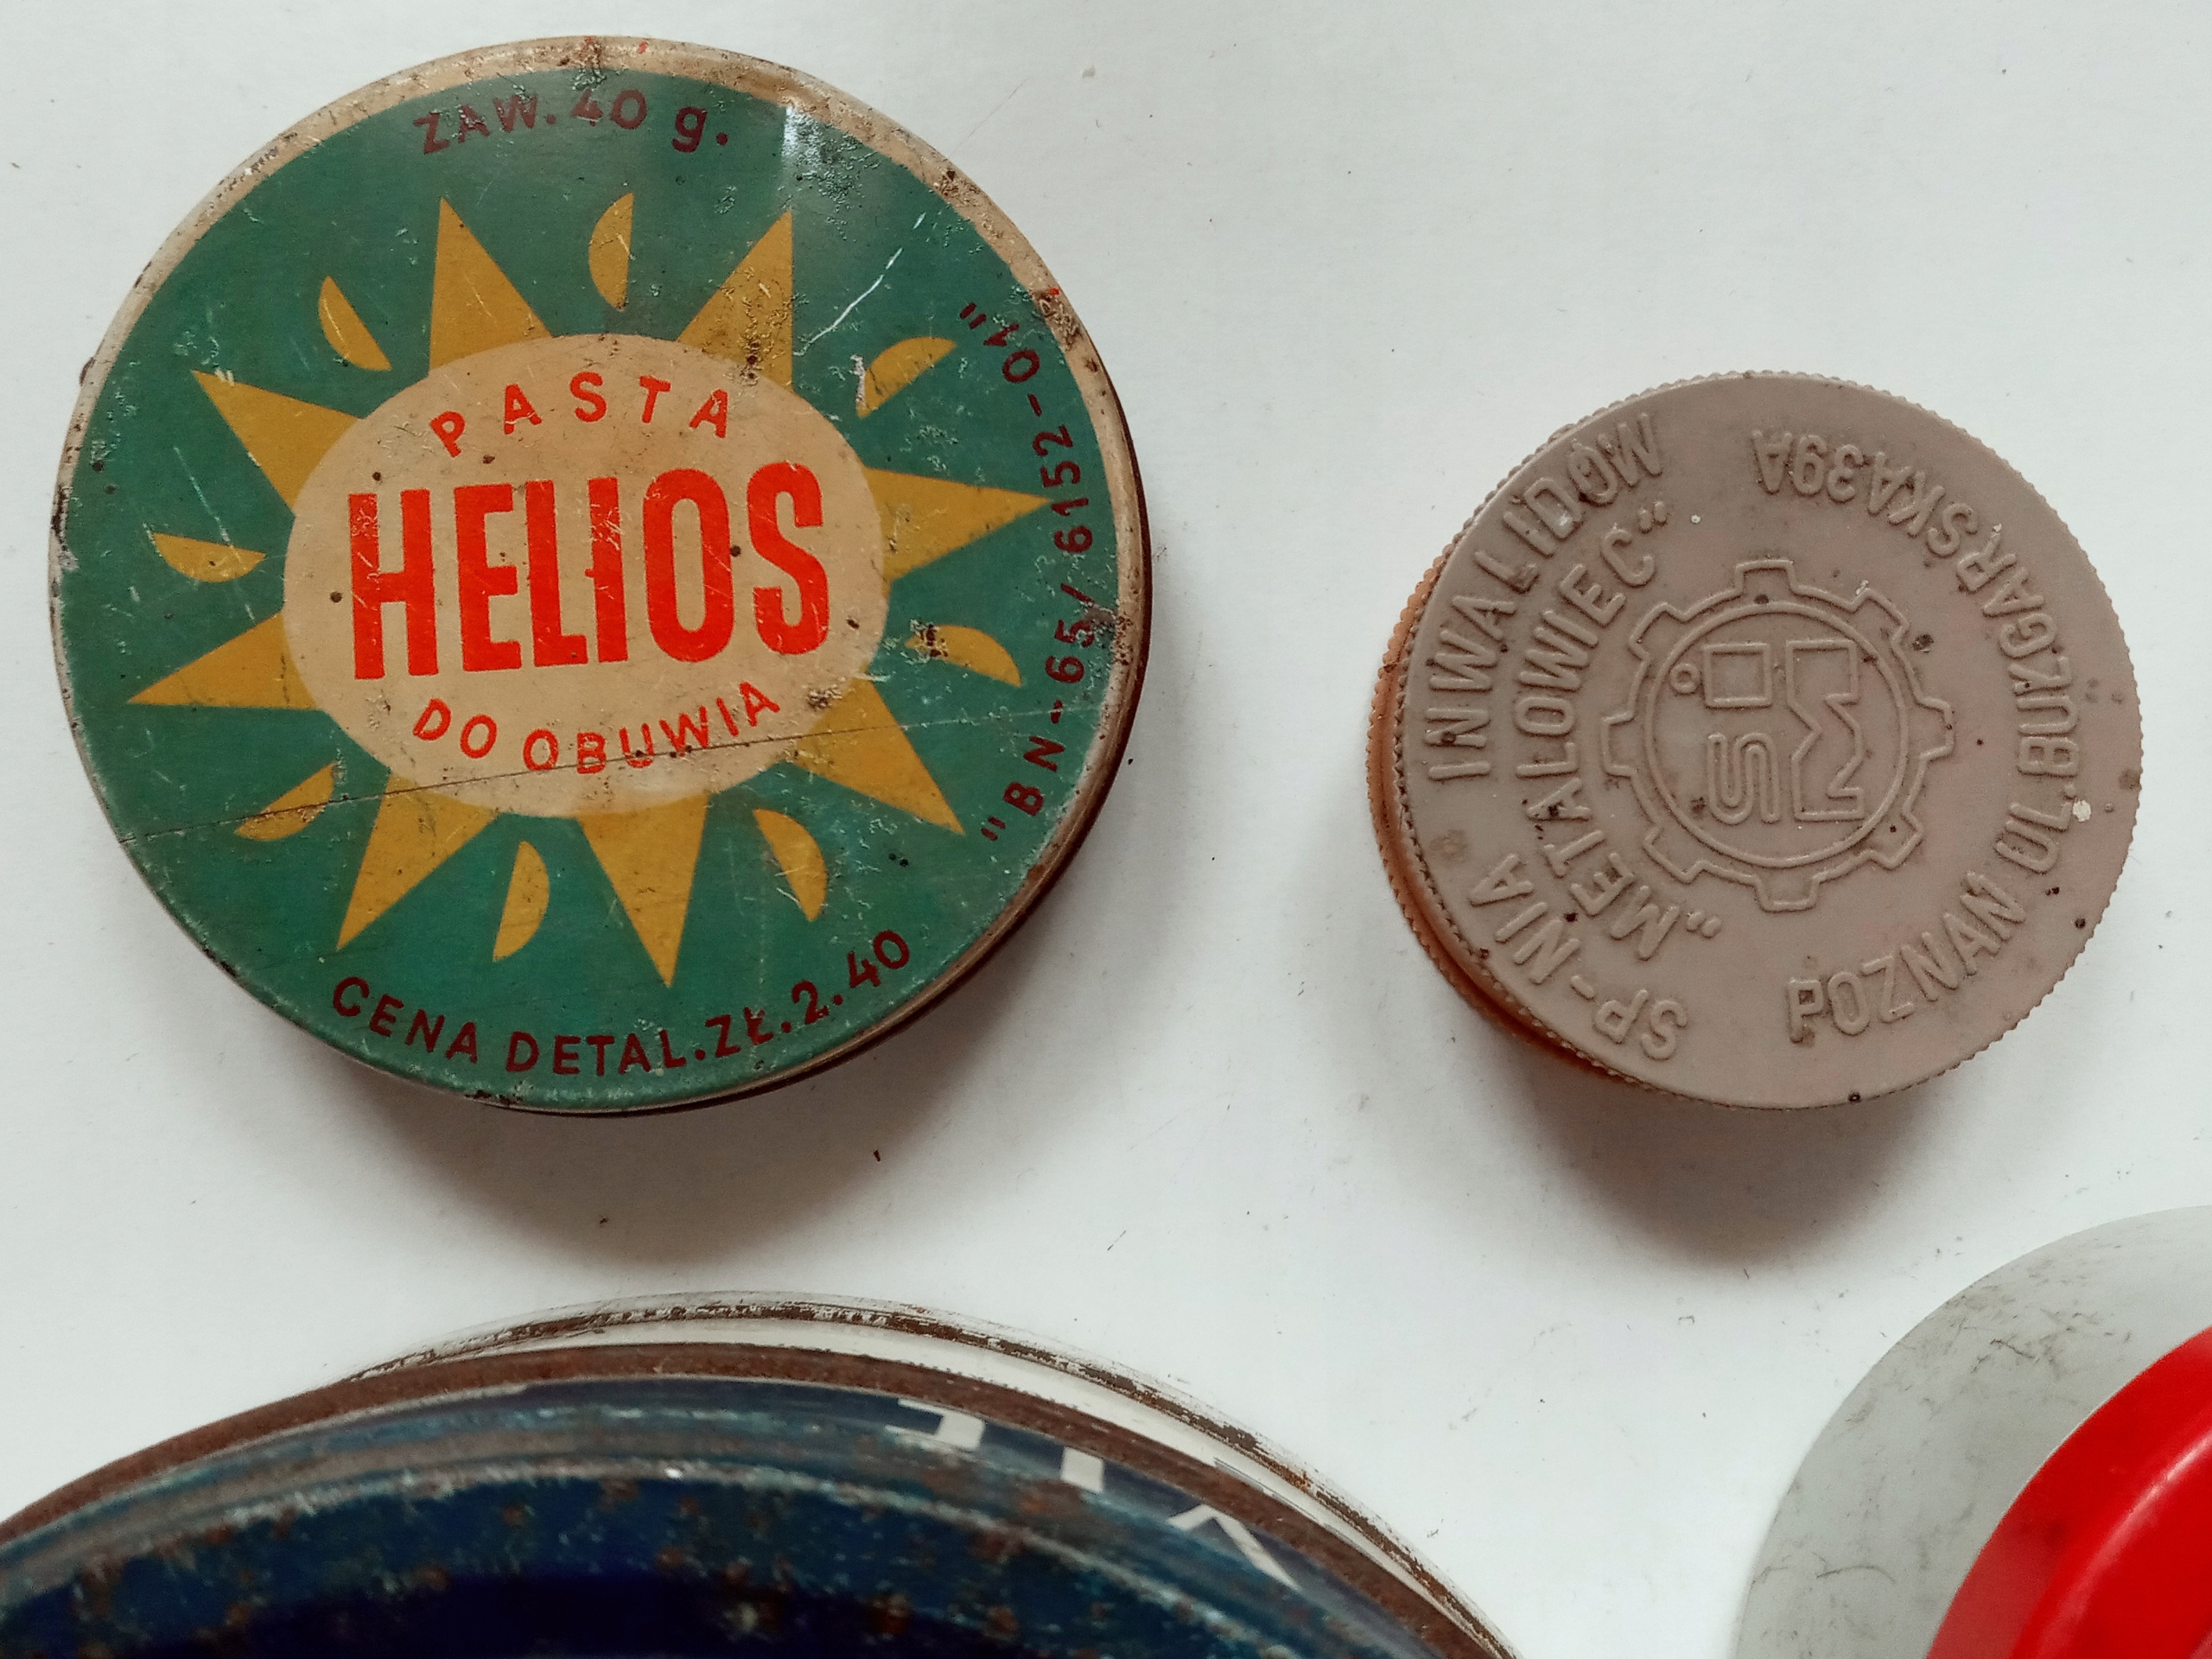 ZAW. 40 g.
PASTA
HELIOS
DO OBUWIA
"BN-65/6152-01"
CENA DETAL. ZŁ. 2.40
SP-NIA INWALIDÓW
„METALOWIEC”
POZNAŃ UL. BUŁGARSKA 39A